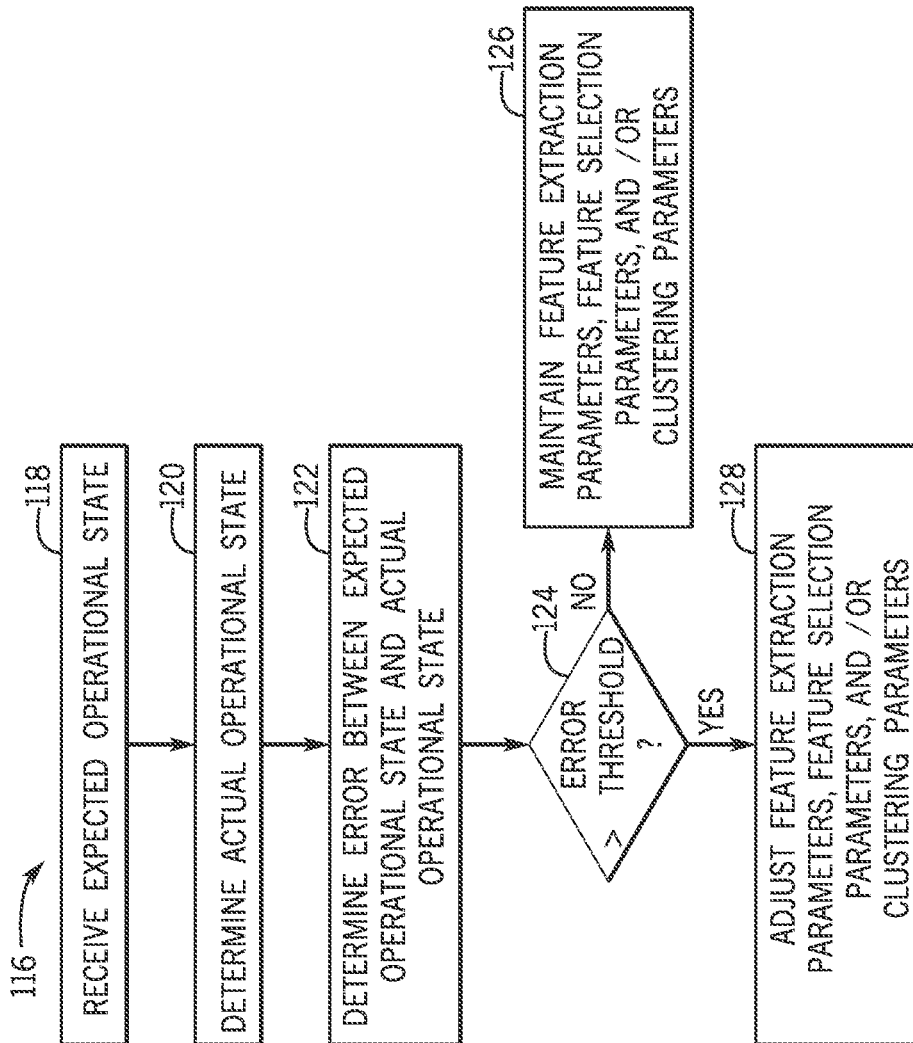 116
118
RECEIVE EXPECTED OPERATIONAL STATE
120
DETERMINE ACTUAL OPERATIONAL STATE
122
DETERMINE ERROR BETWEEN EXPECTED
OPERATIONAL STATE AND ACTUAL
OPERATIONAL STATE
124
ERROR
> THRESHOLD
?
NO
YES
126
MAINTAIN FEATURE EXTRACTION
PARAMETERS, FEATURE SELECTION
PARAMETERS, AND /OR
CLUSTERING PARAMETERS
128
ADJUST FEATURE EXTRACTION
PARAMETERS, FEATURE SELECTION
PARAMETERS, AND /OR
CLUSTERING PARAMETERS